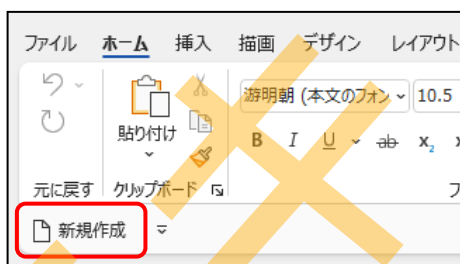 ファイル ホーム 挿入 描画 デザイン レイアウト
貼り付け
游明朝 (本文のフォン 10.5
B I U ab x₂
元に戻す クリップボード
新規作成